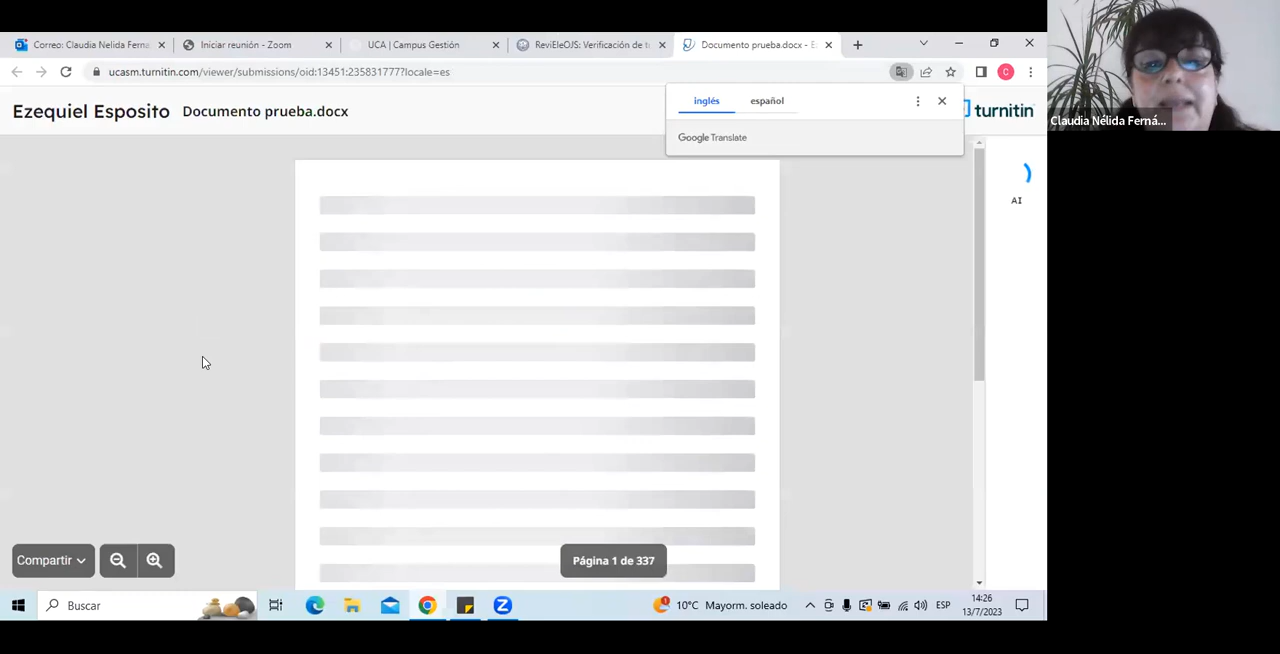 Correo: Claudia Nelida Ferna
Iniciar reunión - Zoom
UCA | Campus Gestión
ReviEleOJS: Verificación de t
Documento prueba.docx - E
ucasm.turnitin.com/viewer/submissions/oid:13451:235831777?locale=es
C
Ezequiel Esposito
Documento prueba.docx
inglés
español
Google Translate
turnitin
Claudia Nélida Ferná...
AI
Compartir
Página 1 de 337
Buscar
1
10°C Mayorm. soleado
ESP
14:26
13/7/2023